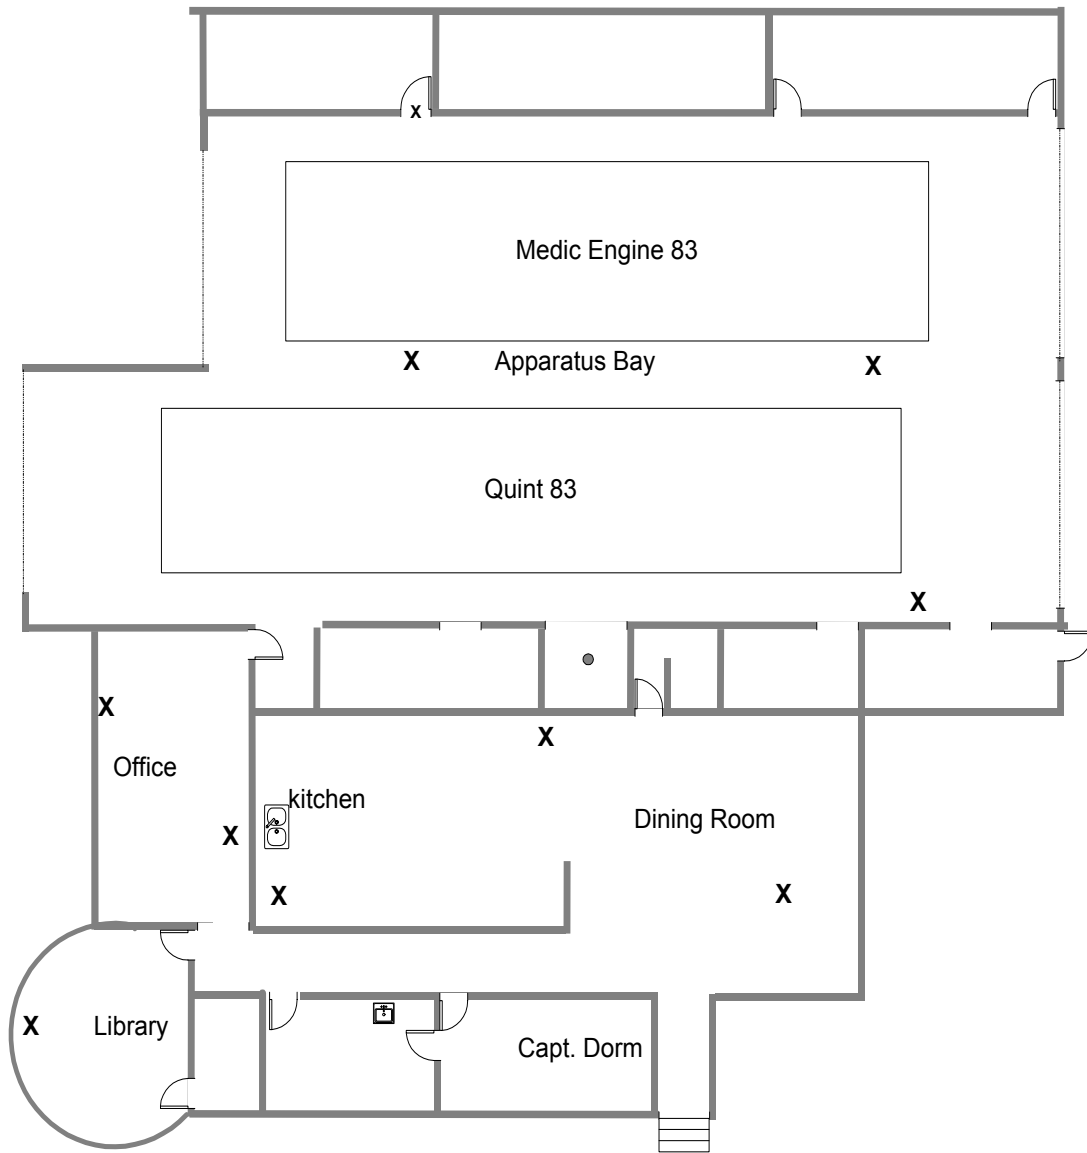 x
Medic Engine 83
X Apparatus Bay X
Quint 83
X
X
X
Office
kitchen
Dining Room
X
X
X
X Library
Capt. Dorm